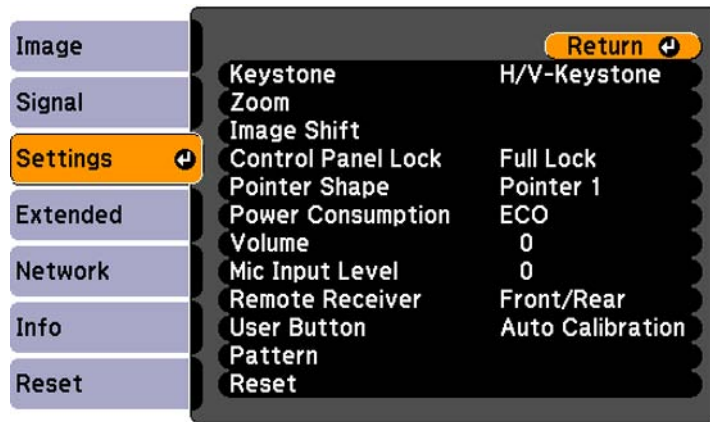 Image
Signal
Settings
Extended
Network
Info
Reset
Return
Keystone H/V-Keystone
Zoom
Image Shift
Control Panel Lock Full Lock
Pointer Shape Pointer 1
Power Consumption ECO
Volume 0
Mic Input Level 0
Remote Receiver Front/Rear
User Button Auto Calibration
Pattern
Reset